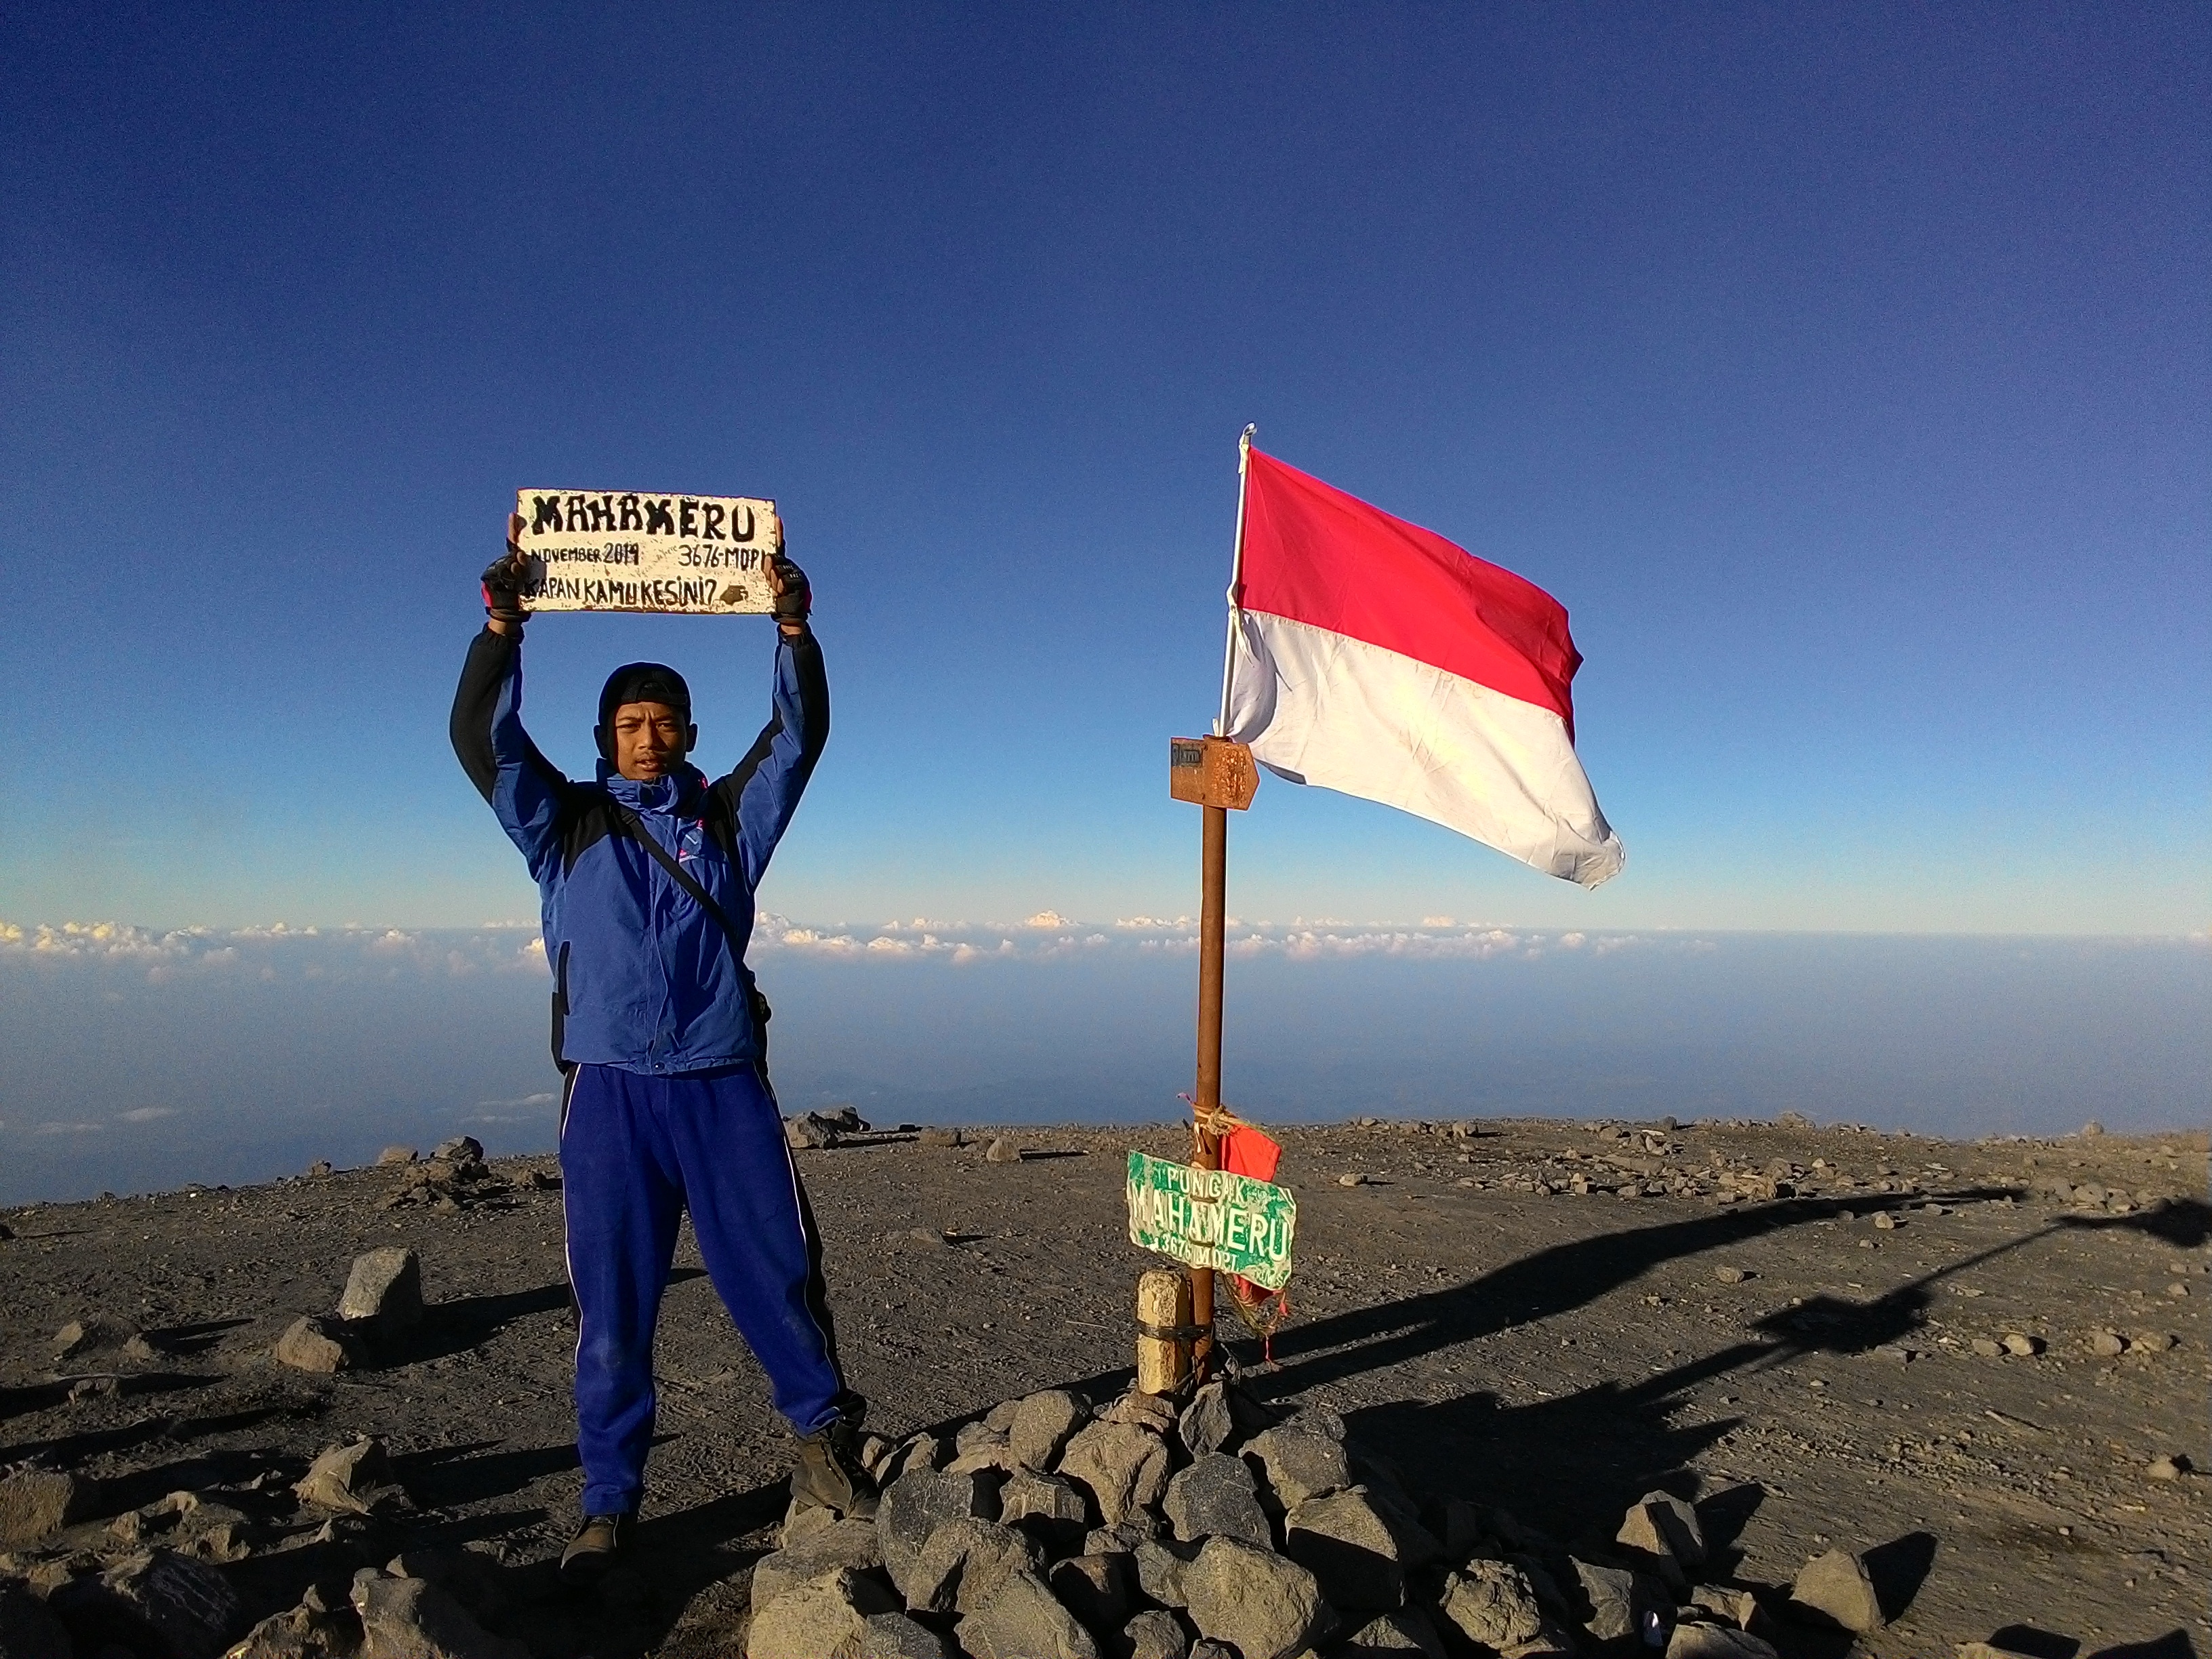 MAHAMERU
NOVEMBER 2019 3676 MDPL
KAPAN KAMU KESINI?
PUNCAK
MAHAMERU
3676 MDPL